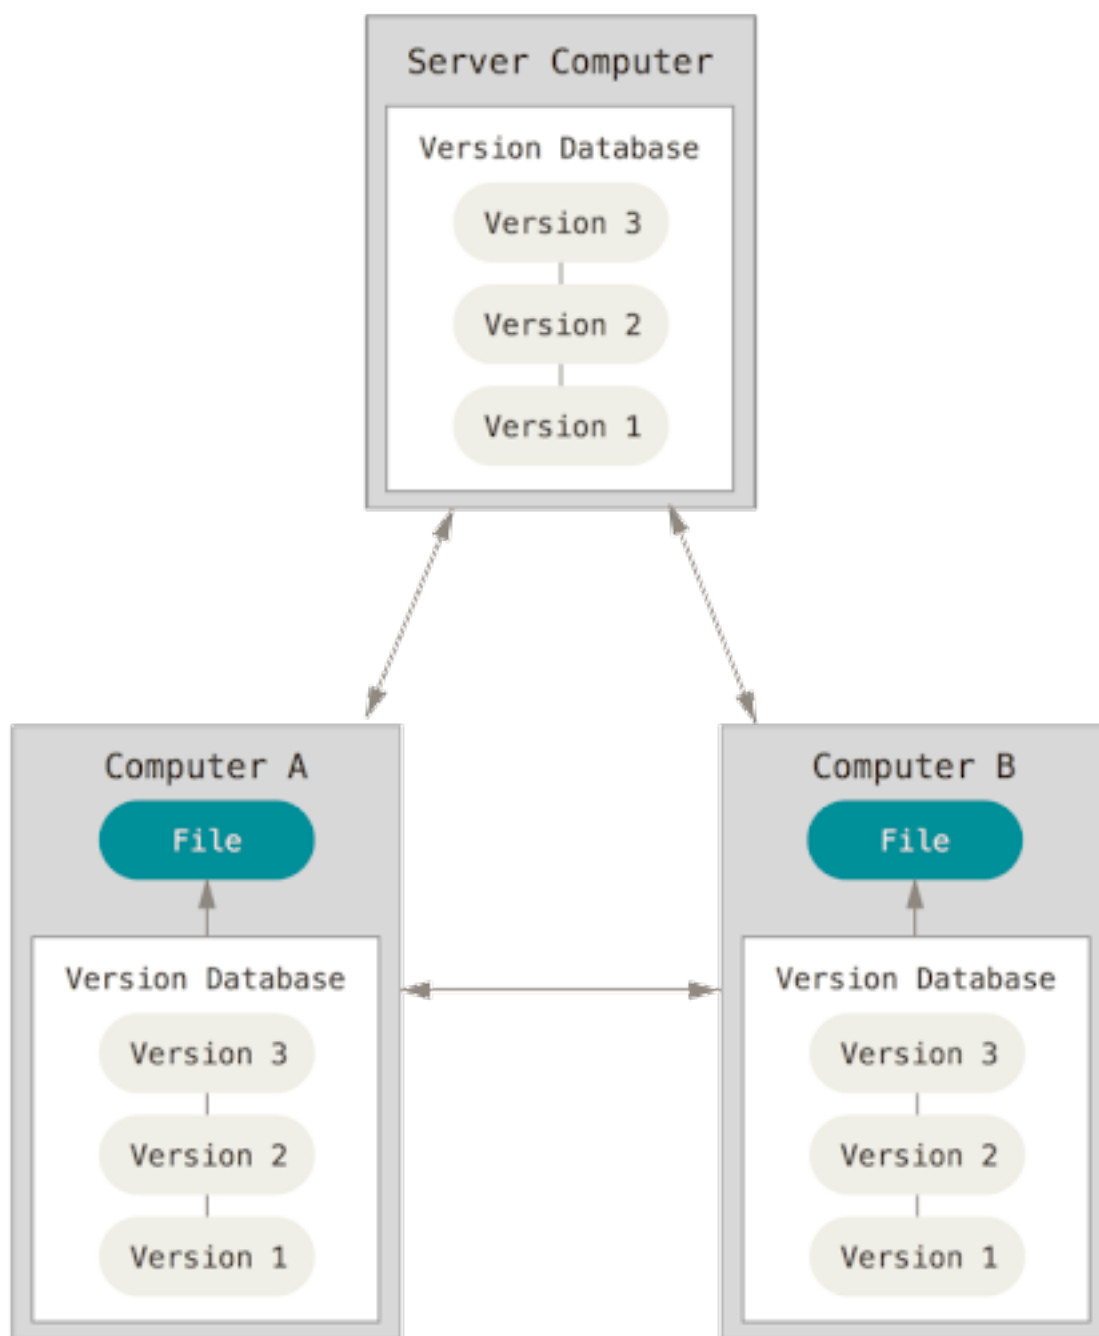 Server Computer
Version Database
Version 3
Version 2
Version 1
Computer A
File
Version Database
Version 3
Version 2
Version 1
Computer B
File
Version Database
Version 3
Version 2
Version 1